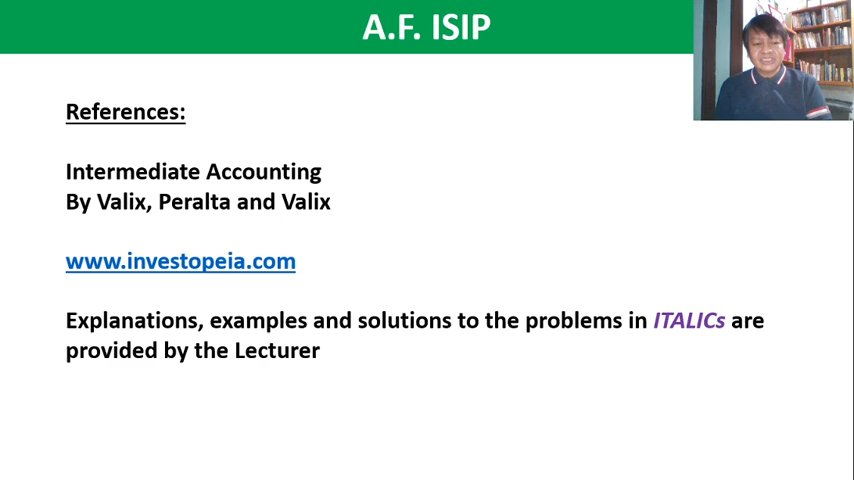 A.F. ISIP
References:
Intermediate Accounting
By Valix, Peralta and Valix
www.investopeia.com
Explanations, examples and solutions to the problems in ITALICs are
provided by the Lecturer